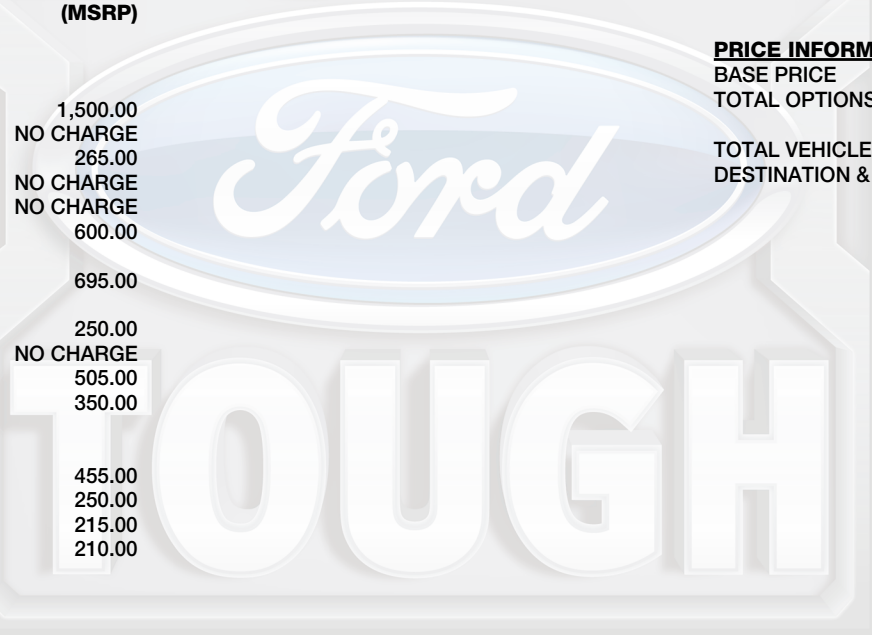 (MSRP)
1,500.00
NO CHARGE
265.00
NO CHARGE
NO CHARGE
600.00
695.00
250.00
NO CHARGE
505.00
350.00
455.00
250.00
215.00
210.00
PRICE INFORM
BASE PRICE
TOTAL OPTIONS
TOTAL VEHICLE
DESTINATION &
Ford
TOUGH